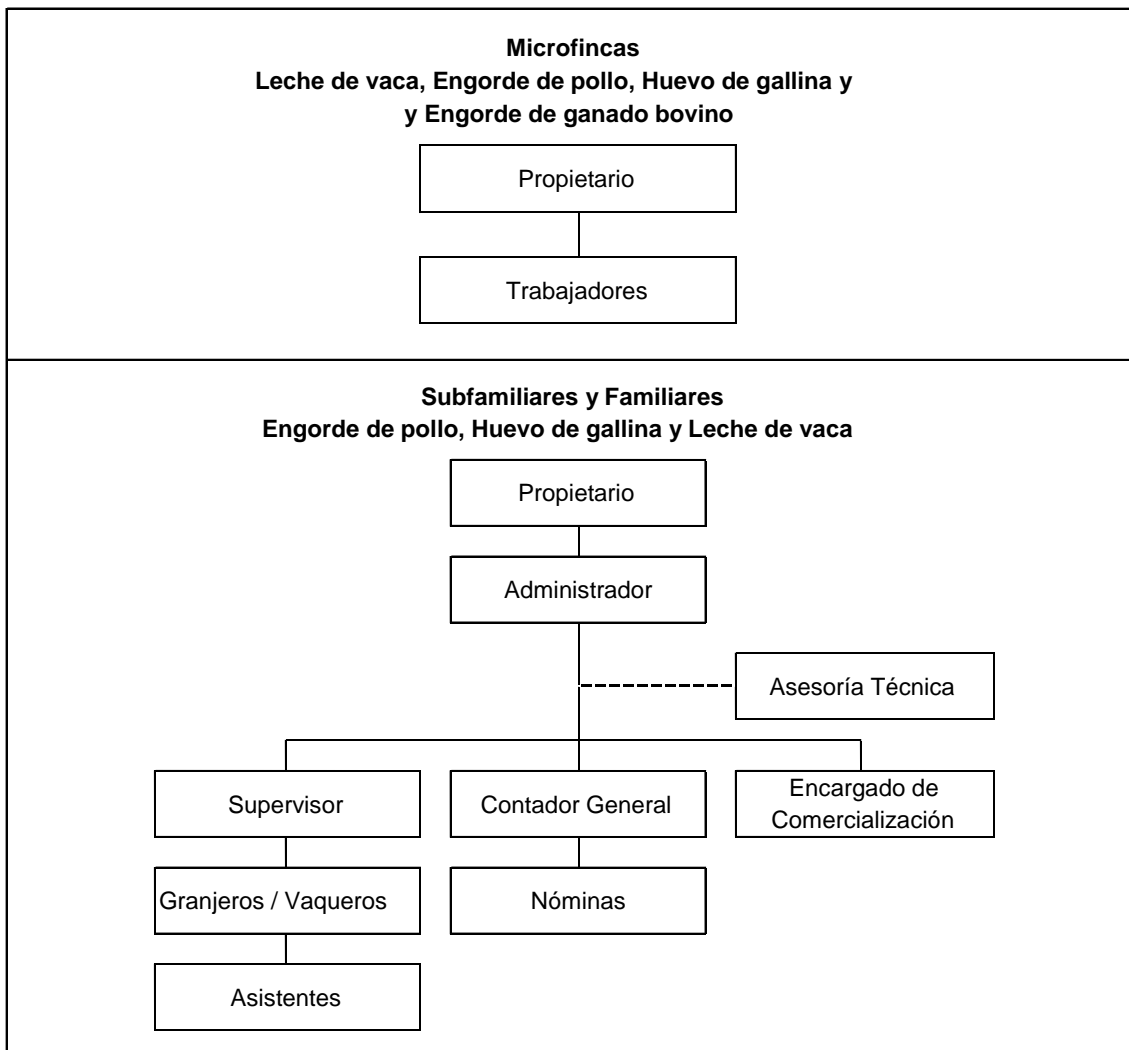 Microfincas
Leche de vaca, Engorde de pollo, Huevo de gallina y
y Engorde de ganado bovino
Propietario
Trabajadores
Subfamiliares y Familiares
Engorde de pollo, Huevo de gallina y Leche de vaca
Propietario
Administrador
Asesoría Técnica
Supervisor
Contador General
Encargado de
Comercialización
Granjeros / Vaqueros
Nóminas
Asistentes